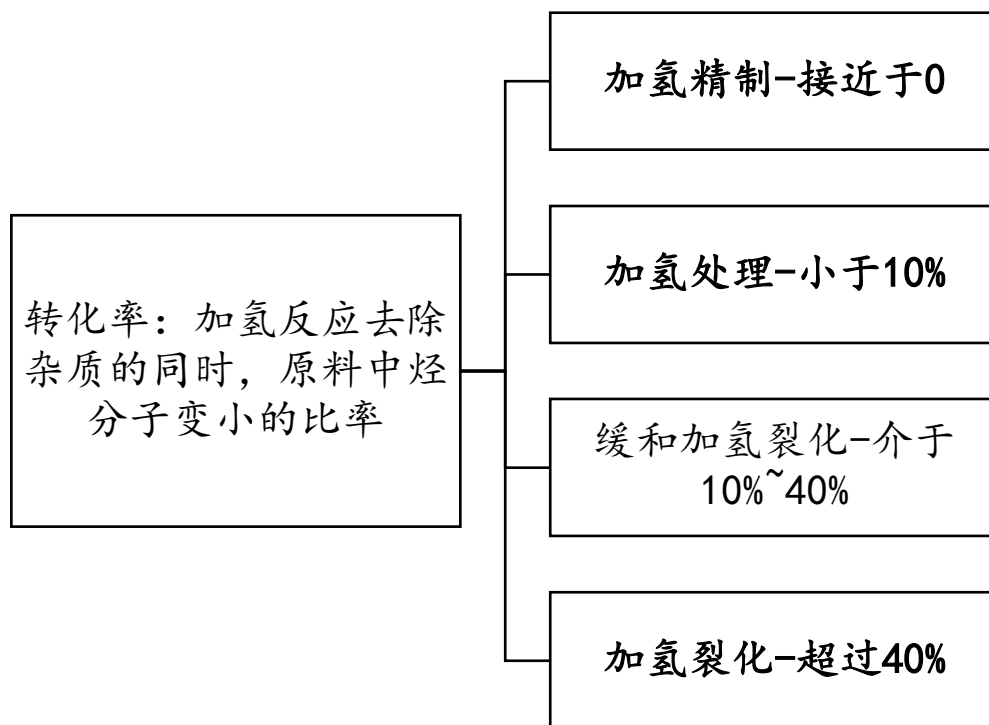 转化率：加氢反应去除
杂质的同时，原料中烃
分子变小的比率
加氢精制-接近于0
加氢处理-小于10%
缓和加氢裂化-介于
10%~40%
加氢裂化-超过40%